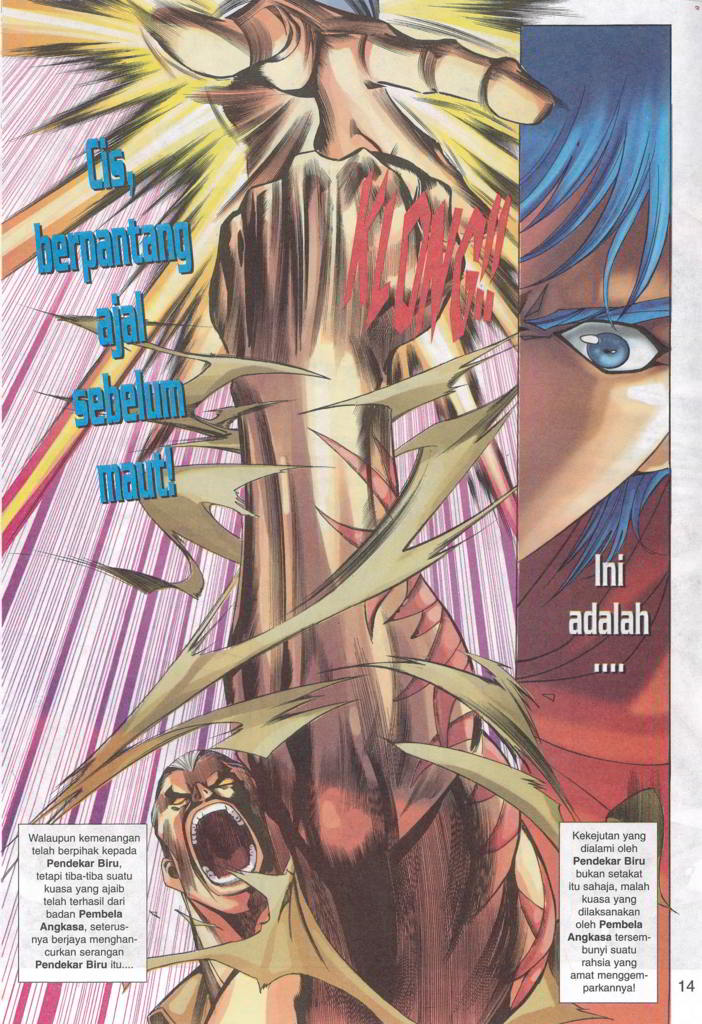 Cis,
berpantang
ajal
sebelum
maut!
KLONG!!
Ini
adalah
....
Walaupun kemenangan
telah berpihak kepada
Pendekar Biru,
tetapi tiba-tiba suatu
kuasa yang ajaib
telah terhasil dari
badan Pembela
Angkasa, seterus-
nya berjaya menghan-
curkan serangan
Pendekar Biru itu....
Kekejutan yang
dialami oleh
Pendekar Biru
bukan setakat
itu sahaja, malah
kuasa yang
dilaksanakan
oleh Pembela
Angkasa tersem-
bunyi suatu
rahsia yang
amat menggem-
parkannya!
14